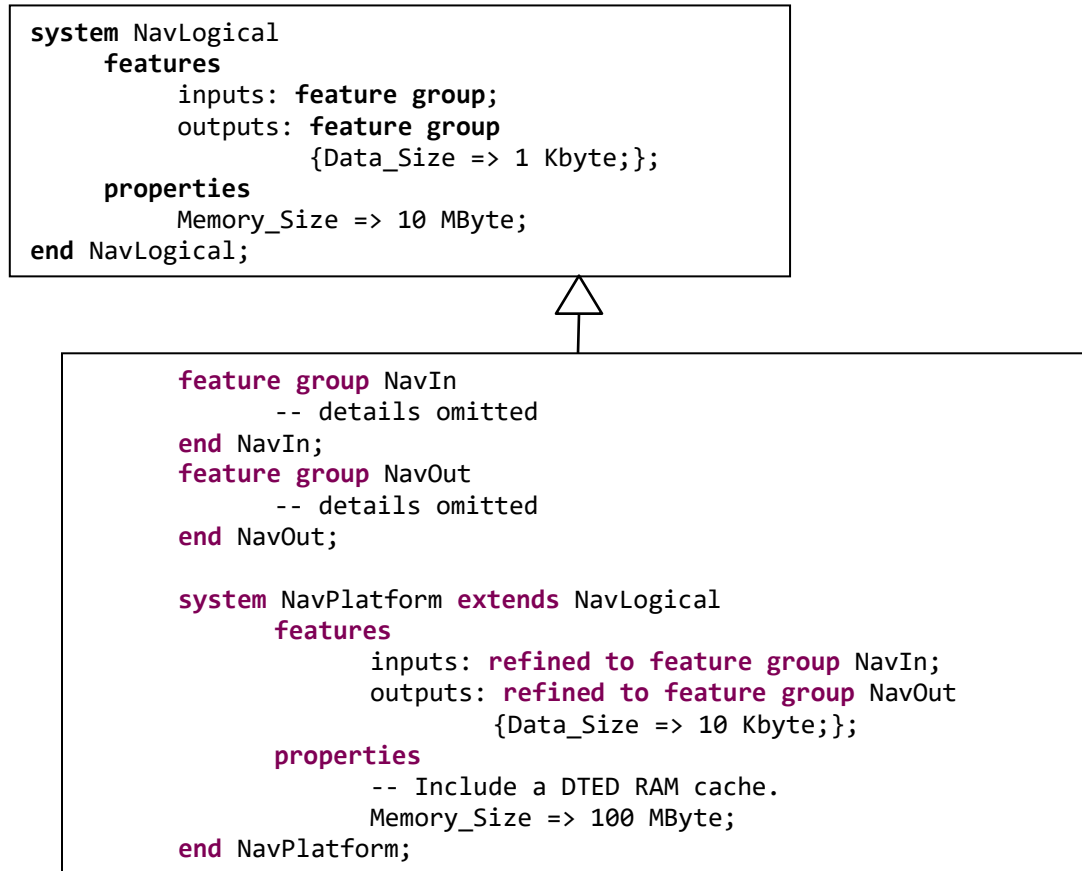 system NavLogical
features
inputs: feature group;
outputs: feature group
{Data_Size => 1 Kbyte;};
properties
Memory_Size => 10 MByte;
end NavLogical;
feature group NavIn
-- details omitted
end NavIn;
feature group NavOut
-- details omitted
end NavOut;
system NavPlatform extends NavLogical
features
inputs: refined to feature group NavIn;
outputs: refined to feature group NavOut
{Data_Size => 10 Kbyte;};
properties
-- Include a DTED RAM cache.
Memory_Size => 100 MByte;
end NavPlatform;